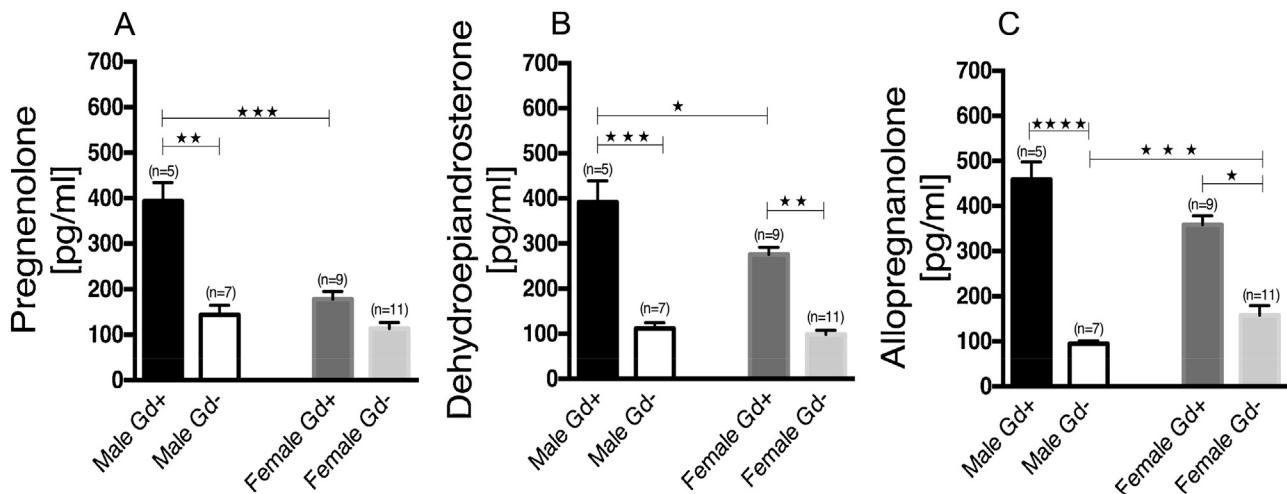 A
Pregnenolone
[pg/ml]
700
600
500
400
300
200
100
0
★★★
★★
(n=5)
(n=7)
(n=9)
(n=11)
Male Gd+
Male Gd-
Female Gd+
Female Gd-
B
Dehydroepiandrosterone
[pg/ml]
700
600
500
400
300
200
100
0
★
★★★
★★
(n=5)
(n=7)
(n=9)
(n=11)
Male Gd+
Male Gd-
Female Gd+
Female Gd-
C
Allopregnanolone
[pg/ml]
700
600
500
400
300
200
100
0
★★★★
★★★
★
(n=5)
(n=7)
(n=9)
(n=11)
Male Gd+
Male Gd-
Female Gd+
Female Gd-